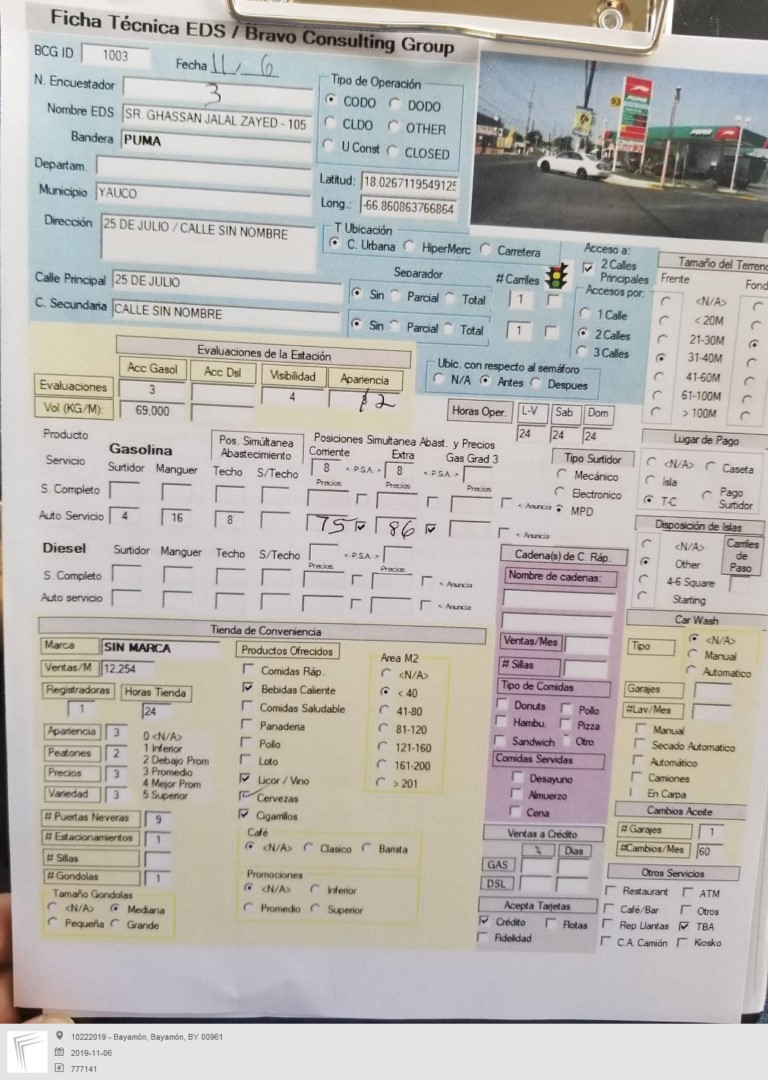 Ficha Técnica EDS / Bravo Consulting Group
BCG ID 1003 Fecha 11/6
N. Encuestador 3
Nombre EDS SR. GHASSAN JALAL ZAYED - 105
Bandera PUMA
Departam.
Municipio YAUCO
Dirección 25 DE JULIO / CALLE SIN NOMBRE
Tipo de Operación
CODO DODO
CLDO OTHER
U Const CLOSED
Latitud: 18.0267119549125
Long.: -66.860863766864
T Ubicación
C. Urbana HiperMerc Carretera
Calle Principal 25 DE JULIO
C. Secundaria CALLE SIN NOMBRE
Separador # Carriles
Sin Parcial Total 1
Sin Parcial Total 1
Acceso a:
2 Calles
Principales
Accesos por:
1 Calle
2 Calles
3 Calles
Tamaño del Terreno
Frente Fond
<N/A>
< 20M
21-30M
31-40M
41-60M
61-100M
> 100M
Evaluaciones de la Estación
Acc Gasol Acc Dsl Visibilidad Apariencia
Evaluaciones 3 4 2
Vol (KG/M): 69,000
Ubic. con respecto al semáforo
N/A Antes Despues
Horas Oper. L-V Sab Dom
24 24 24
Producto
Servicio
Gasolina
Surtidor Manguer
Pos. Simúltanea
Abastecimiento
Techo S/Techo
Posiciones Simultanea Abast. y Precios
Corriente Extra Gas Grad 3
8 < P.S.A. > 8 < P.S.A. >
Precios Precios Precios
S. Completo < Anuncia
Auto Servicio 4 16 8 75 86 < Anuncia
Tipo Surtidor
Mecánico
Electronico
MPD
Lugar de Pago
<N/A> Caseta
Isla
T-C Pago
Surtidor
Diesel Surtidor Manguer Techo S/Techo < P.S.A. >
Precios Precios
S. Completo < Anuncia
Auto servicio < Anuncia
Disposición de Islas
<N/A>
Other
4-6 Square
Starting
Carriles
de
Paso
Cadena(s) de C. Ráp.
Nombre de cadenas:
Ventas/Mes
# Sillas
Tipo de Comidas
Donuts Pollo
Hambu. Pizza
Sandwich Otro
Comidas Servidas
Desayuno
Almuerzo
Cena
Car Wash
Tipo <N/A>
Manual
Automatico
Garajes
#Lav/Mes
Manual
Secado Automatico
Automático
Camiones
En Carpa
Cambios Aceite
# Garajes 1
#Cambios/Mes 60
Tienda de Conveniencia
Marca SIN MARCA
Ventas/M 12,254
Registradoras Horas Tienda
1 24
Apariencia 3
Peatones 2
Precios 3
Variedad 3
0 <N/A>
1 Inferior
2 Debajo Prom
3 Promedio
4 Mejor Prom
5 Superior
# Puertas Neveras 9
# Estacionamientos 1
# Sillas
# Gondolas 1
Tamaño Gondolas
<N/A> Mediana
Pequeña Grande
Productos Ofrecidos
Comidas Ráp.
Bebidas Caliente
Comidas Saludable
Panaderia
Pollo
Loto
Licor / Vino
Cervezas
Cigarrillos
Area M2
<N/A>
< 40
41-80
81-120
121-160
161-200
> 201
Café
<N/A> Clasico Barista
Promociones
<N/A> Inferior
Promedio Superior
Ventas a Crédito
% Dias
GAS
DSL
Acepta Tarjetas
Crédito Flotas
Fidelidad
Otros Servicios
Restaurant ATM
Café/Bar Otros
Rep Llantas TBA
C.A. Camión Kiosko
10222019 - Bayamón, Bayamón, BY 00961
2019-11-06
777141